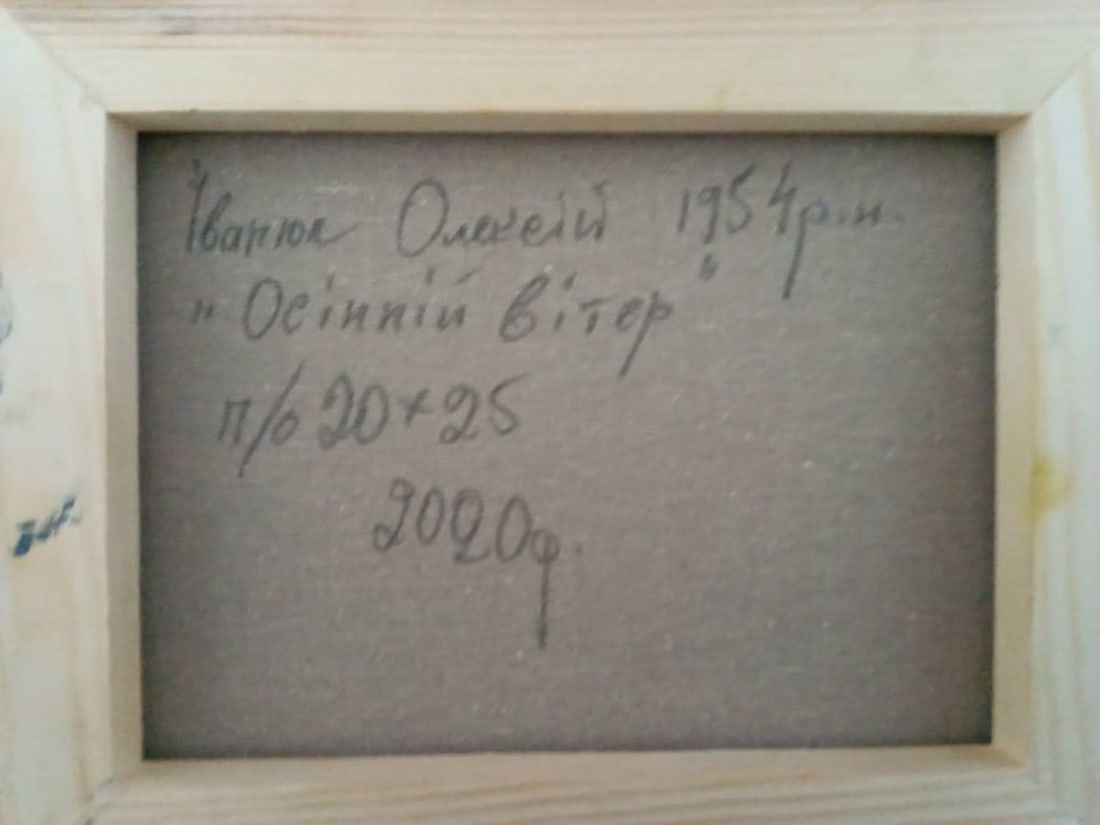 Іванюк Олексій 1954р.н.
"Осінній вітер"
п/о 20×25
2020р.